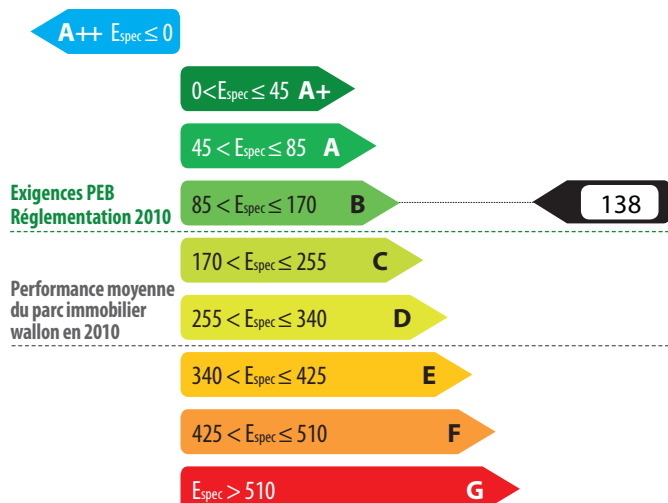 A++ Espec ≤ 0
0<Espec ≤ 45 A+
45 < Espec ≤ 85 A
Exigences PEB
Réglementation 2010
85 < Espec ≤ 170 B
138
170 < Espec ≤ 255 C
Performance moyenne
du parc immobilier
wallon en 2010
255 < Espec ≤ 340 D
340 < Espec ≤ 425 E
425 < Espec ≤ 510 F
Espec > 510 G